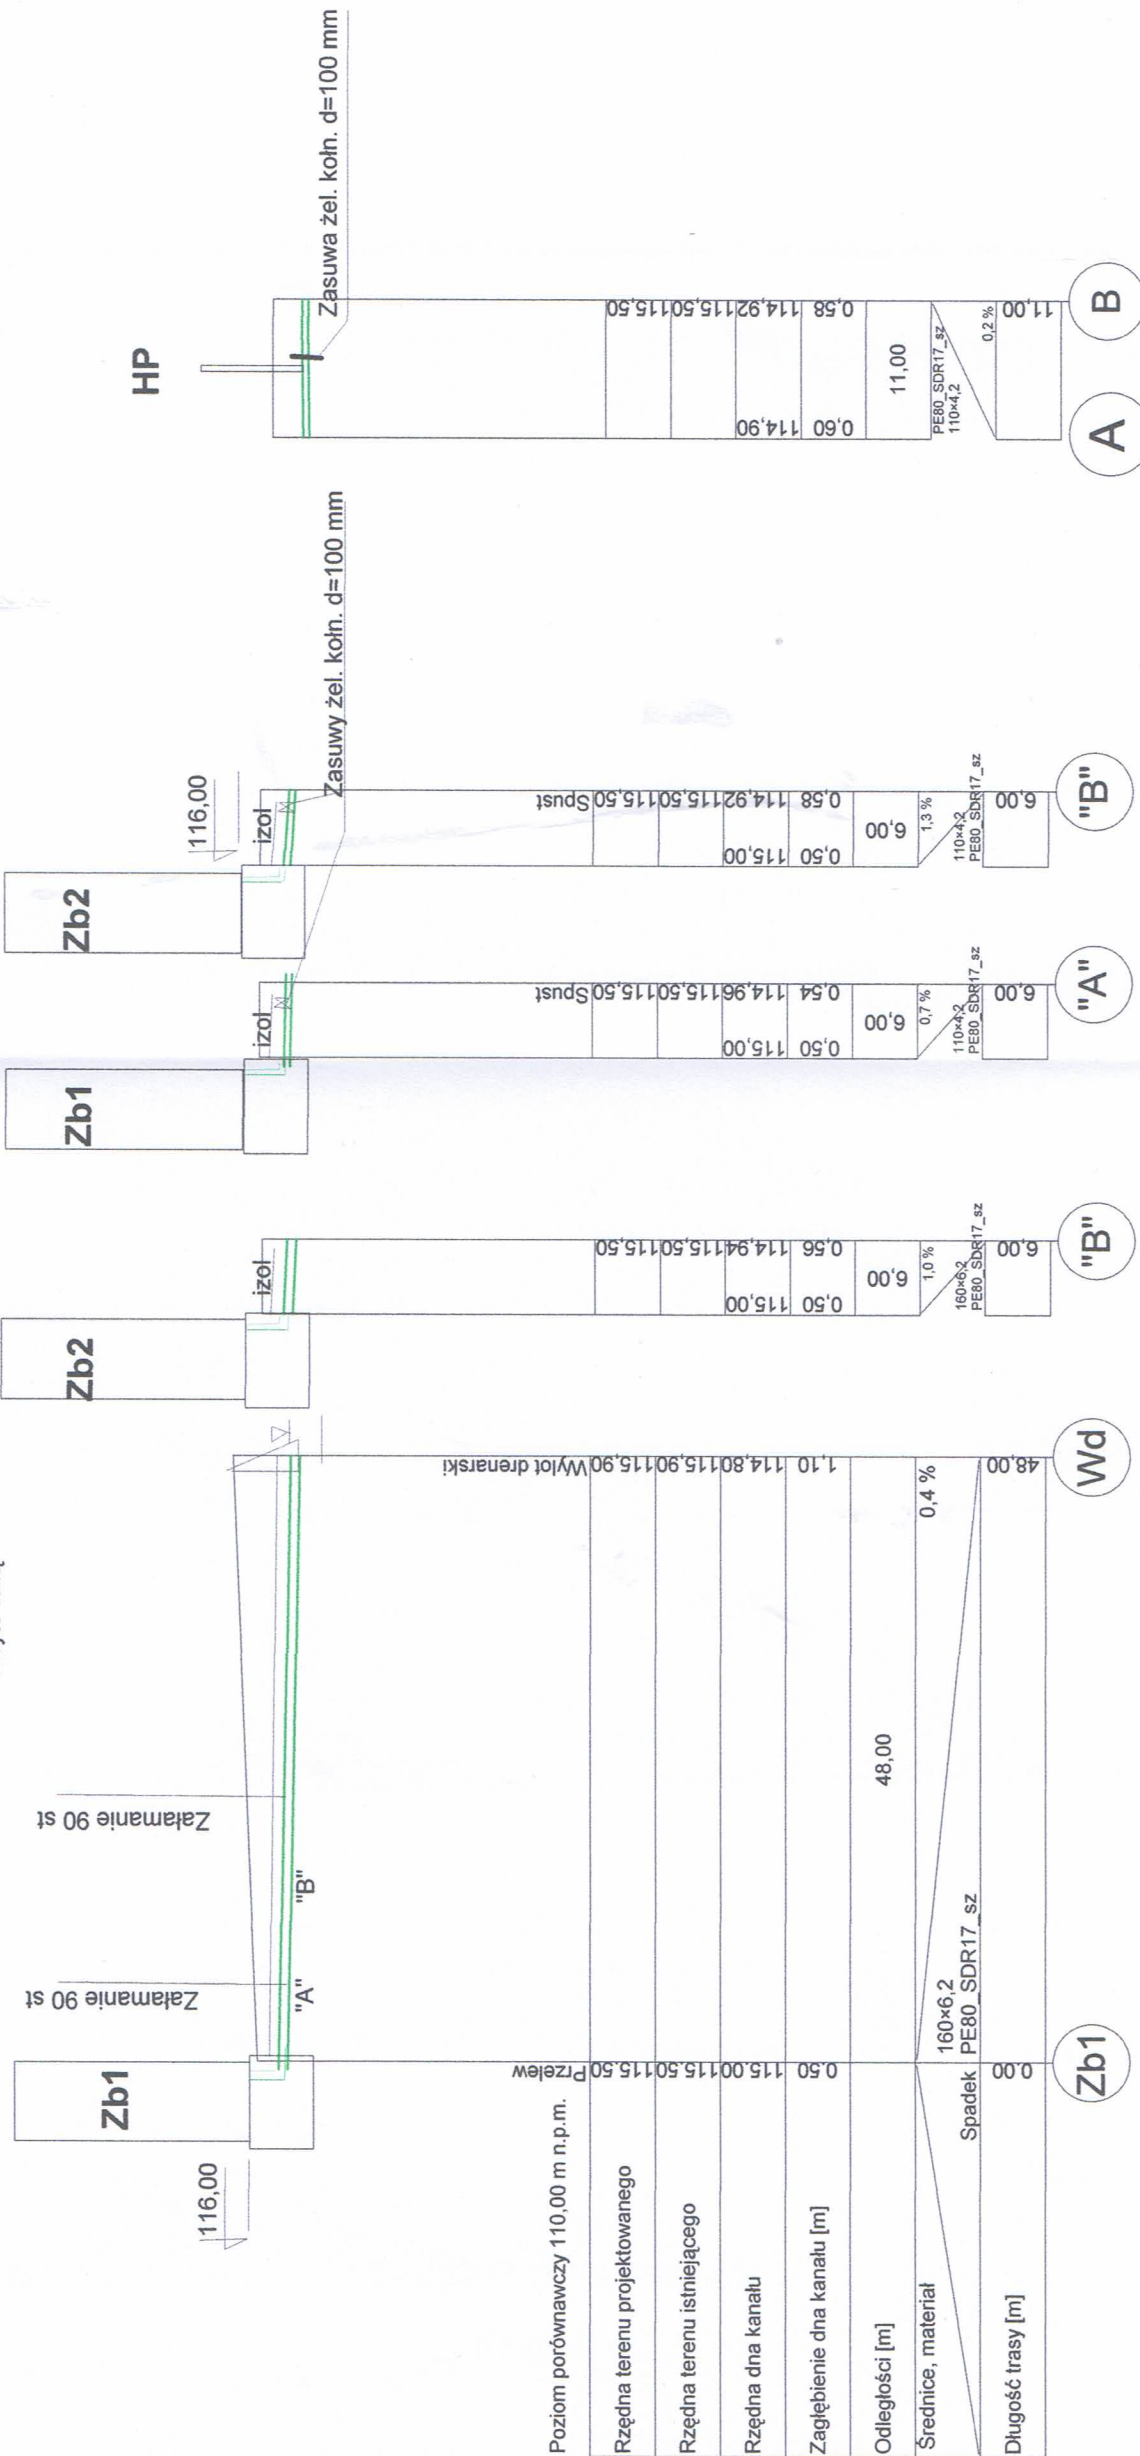 Zb1
116,00
Załamanie 90 st
Załamanie 90 st
"A"
"B"
Przelew
Wylot drenarski
Poziom porównawczy 110,00 m n.p.m.
Rzędna terenu projektowanego
115,50
115,90
Rzędna terenu istniejącego
115,50
115,90
Rzędna dna kanału
115,00
114,80
Zagłębienie dna kanału [m]
0,50
1,10
Odległości [m]
48,00
Średnice, materiał
Spadek
160×6,2
PE80_SDR17_sz
0,4 %
Długość trasy [m]
0,00
48,00
Zb1
Wd
Zb2
izol
115,50
115,50
115,00
114,94
0,50
0,56
6,00
1,0 %
160×6,2
PE80_SDR17_sz
6,00
"B"
Zb1
izol
Spust
115,50
115,50
115,00
114,96
0,50
0,54
6,00
0,7 %
110×4,2
PE80_SDR17_sz
6,00
"A"
Zb2
116,00
izol
Zasuwy żel. kołn. d=100 mm
Spust
115,50
115,50
115,00
114,92
0,50
0,58
6,00
1,3 %
110×4,2
PE80_SDR17_sz
6,00
"B"
HP
Zasuwa żel. kołn. d=100 mm
115,50
115,50
114,90
114,92
0,60
0,58
11,00
PE80_SDR17_sz
110×4,2
0,2 %
11,00
A
B